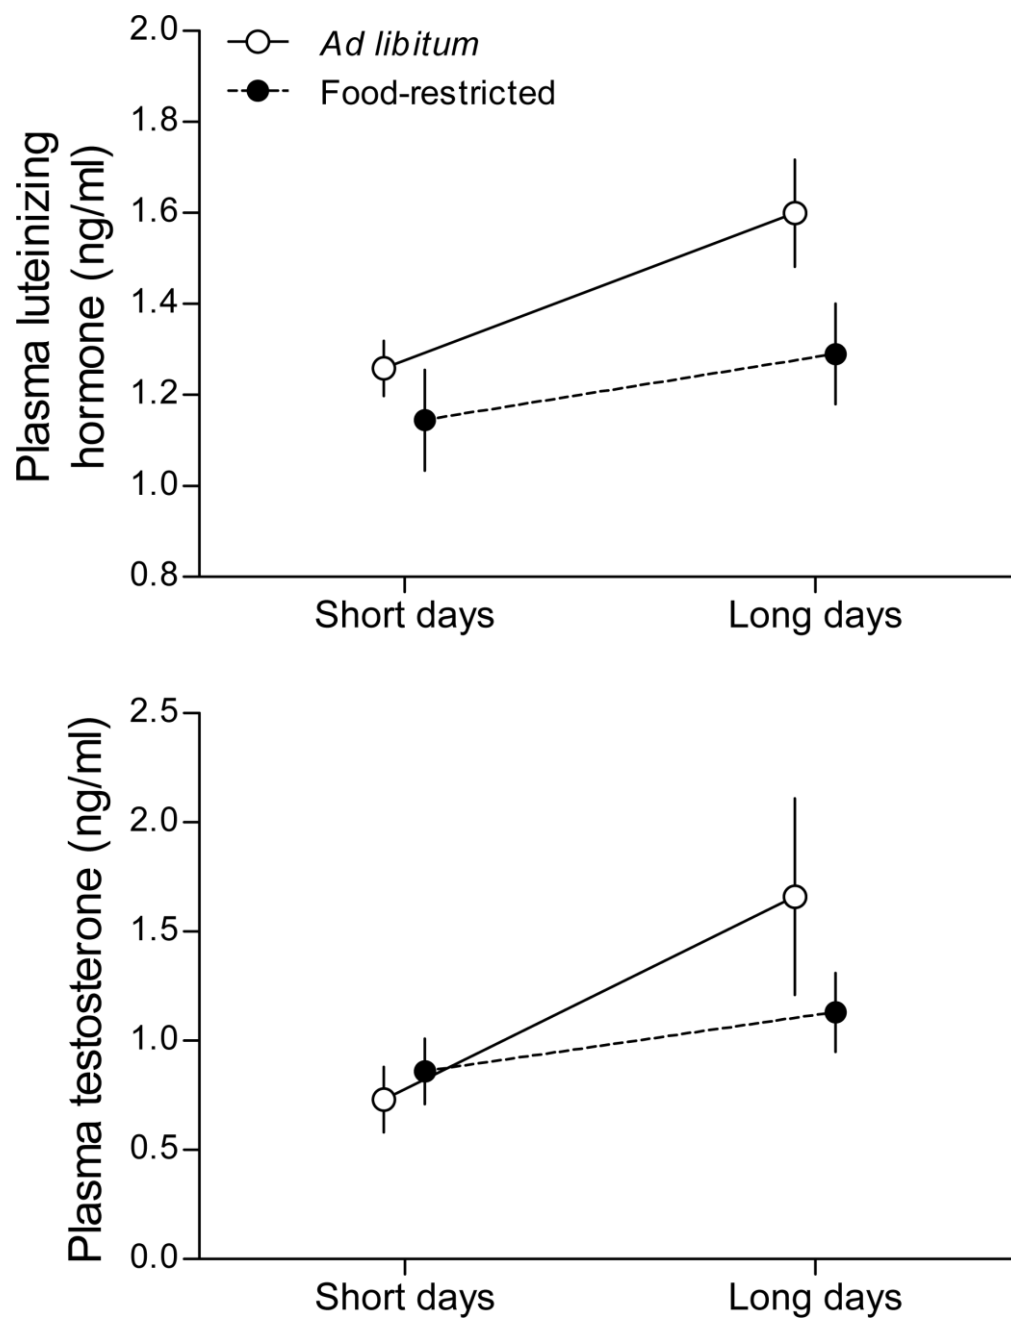 2.0
Ad libitum
Food-restricted
1.8
1.6
1.4
1.2
1.0
0.8
Plasma luteinizing
hormone (ng/ml)
Short days
Long days
2.5
2.0
1.5
1.0
0.5
0.0
Plasma testosterone (ng/ml)
Short days
Long days